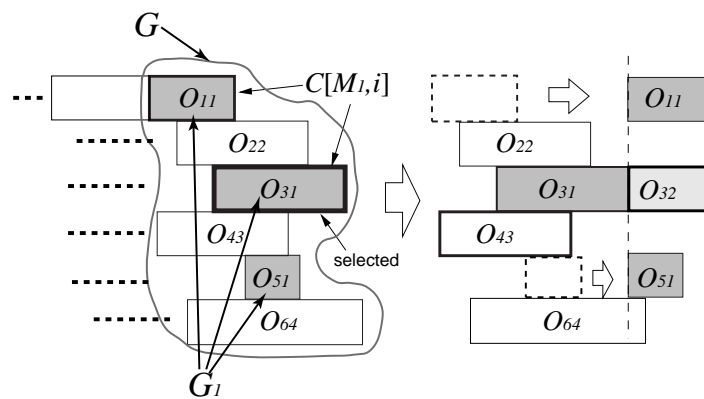 G
C[M1,i]
O11
O22
O31
O43
selected
O51
O64
G1
O11
O22
O31 O32
O43
O51
O64